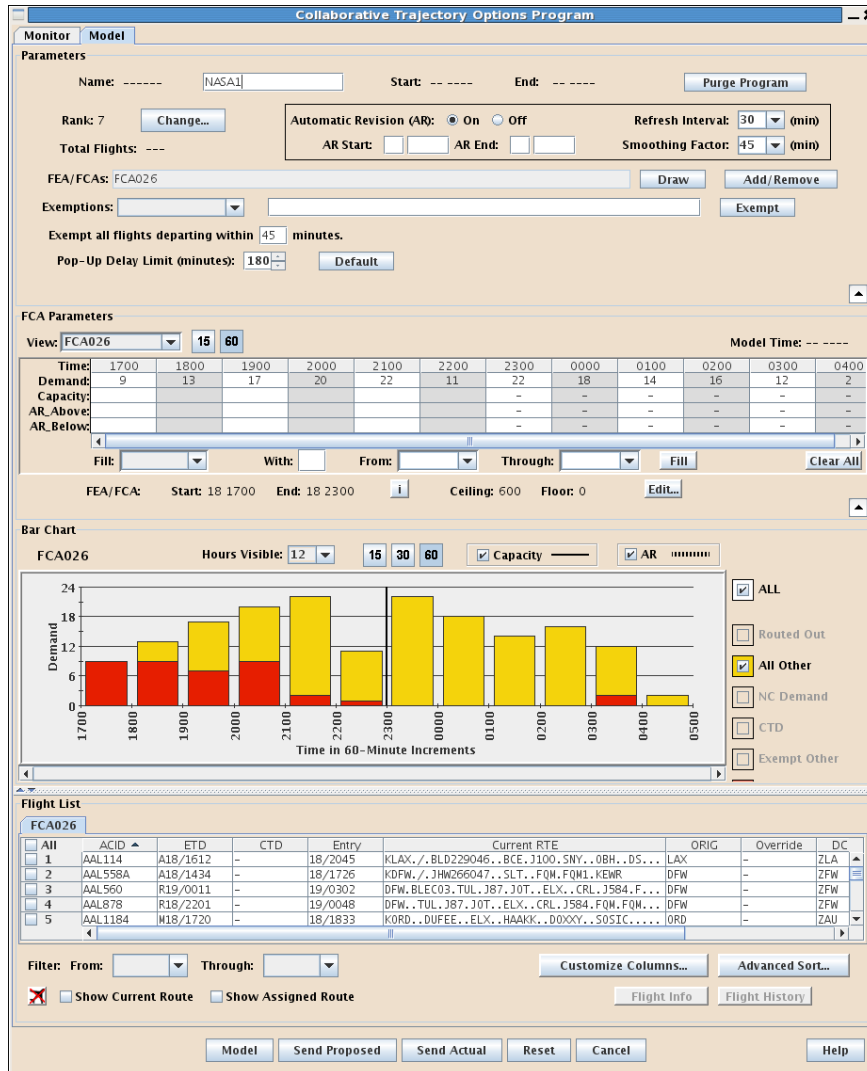 Collaborative Trajectory Options Program
Monitor Model
Parameters
Name: ------ NASA1 Start: -- ---- End: -- ---- Purge Program
Rank: 7 Change... Automatic Revision (AR): On Off Refresh Interval: 30 (min)
Total Flights: --- AR Start: AR End: Smoothing Factor: 45 (min)
FEA/FCAs: FCA026 Draw Add/Remove
Exemptions: Exempt
Exempt all flights departing within 45 minutes.
Pop-Up Delay Limit (minutes): 180 Default
FCA Parameters
View: FCA026 15 60 Model Time: -- ----
Time: 1700 1800 1900 2000 2100 2200 2300 0000 0100 0200 0300 0400
Demand: 9 13 17 20 22 11 22 18 14 16 12 2
Capacity: - - - - - -
AR_Above: - - - - - -
AR_Below: - - - - - -
Fill: With: From: Through: Fill Clear All
FEA/FCA: Start: 18 1700 End: 18 2300 i Ceiling: 600 Floor: 0 Edit...
Bar Chart
FCA026 Hours Visible: 12 15 30 60 Capacity AR
24
18
12
6
0
Demand
1700 1800 1900 2000 2100 2200 2300 0000 0100 0200 0300 0400 0500
Time in 60-Minute Increments
ALL
Routed Out
All Other
NC Demand
CTD
Exempt Other
Flight List
FCA026
All ACID ETD CTD Entry Current RTE ORIG Override DC
1 AAL114 A18/1612 - 18/2045 KLAX./.BLD229046..BCE.J100.SNY..OBH..DS... LAX - ZLA
2 AAL558A A18/1434 - 18/1726 KDFW./.JHW266047..SLT..FQM.FQM1.KEWR DFW - ZFW
3 AAL560 R19/0011 - 19/0302 DFW.BLECO3.TUL.J87.JOT..ELX..CRL.J584.F... DFW - ZFW
4 AAL878 R18/2201 - 19/0048 DFW..TUL.J87.JOT..ELX..CRL.J584.FQM.FQM... DFW - ZFW
5 AAL1184 M18/1720 - 18/1833 KORD..DUFEE..ELX..HAAKK..DOXXY..SOSIC..... ORD - ZAU
Filter: From: Through: Customize Columns... Advanced Sort...
Show Current Route Show Assigned Route Flight Info Flight History
Model Send Proposed Send Actual Reset Cancel Help